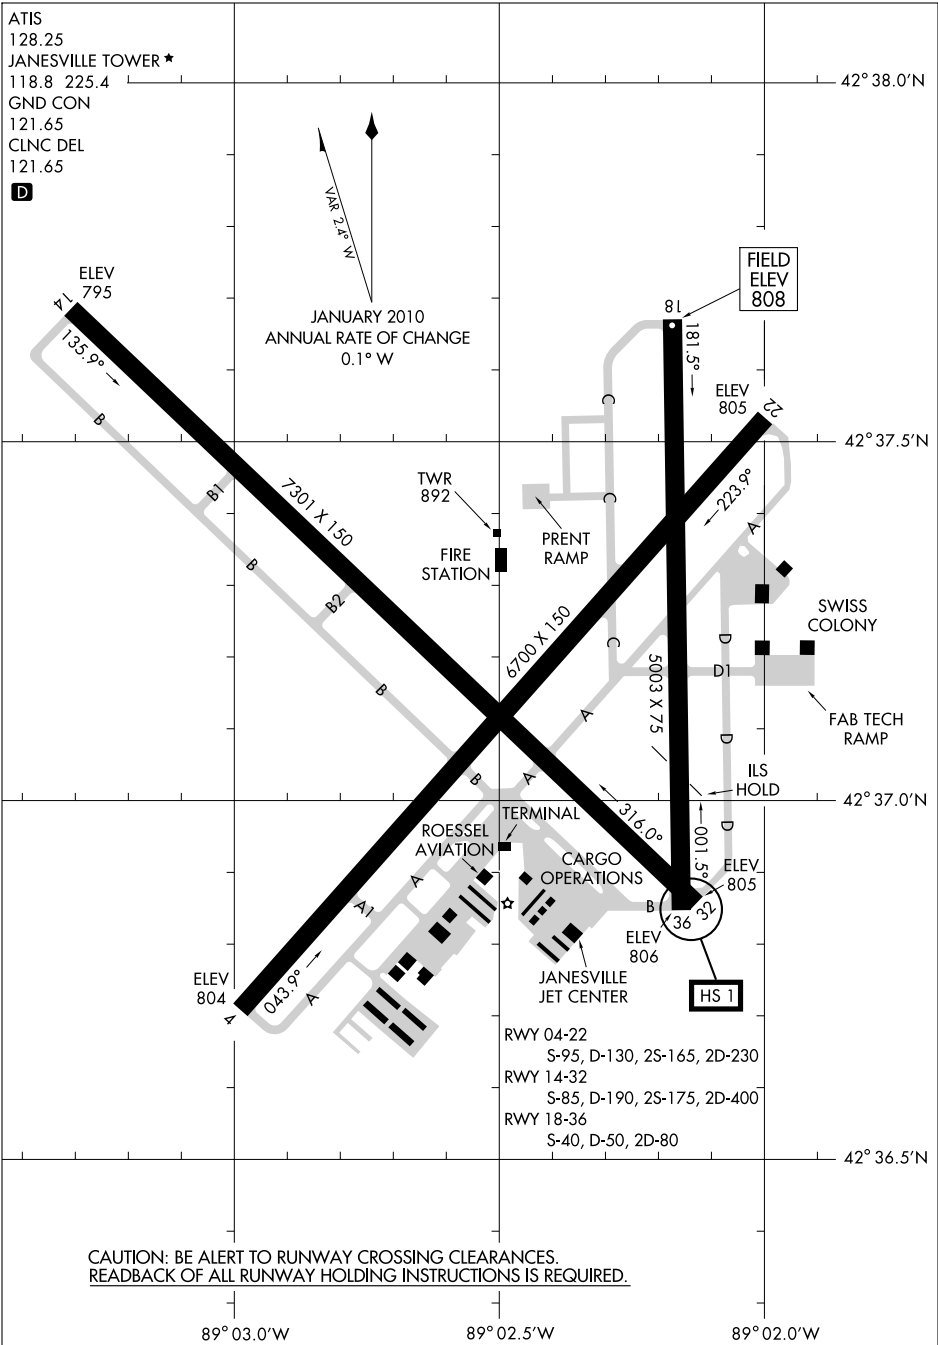 ATIS
128.25
JANESVILLE TOWER ★
118.8 225.4
GND CON
121.65
CLNC DEL
121.65
D
42° 38.0'N
VAR 2.4° W
JANUARY 2010
ANNUAL RATE OF CHANGE
0.1° W
FIELD
ELEV
808
ELEV
795
14
135.9°
18
181.5°
ELEV
805
22
223.9°
42° 37.5'N
B
B1
7301 X 150
B
B2
B
B
TWR
892
FIRE
STATION
PRENT
RAMP
C
C
C
A
6700 X 150
5003 X 75
D
D1
SWISS
COLONY
FAB TECH
RAMP
A
D
A
ILS
HOLD
D
42° 37.0'N
316.0°
001.5°
TERMINAL
ROESSEL
AVIATION
CARGO
OPERATIONS
ELEV
805
A
A1
B
36
32
ELEV
806
JANESVILLE
JET CENTER
HS 1
ELEV
804
4
043.9°
A
RWY 04-22
S-95, D-130, 2S-165, 2D-230
RWY 14-32
S-85, D-190, 2S-175, 2D-400
RWY 18-36
S-40, D-50, 2D-80
42° 36.5'N
CAUTION: BE ALERT TO RUNWAY CROSSING CLEARANCES.
READBACK OF ALL RUNWAY HOLDING INSTRUCTIONS IS REQUIRED.
89° 03.0'W
89° 02.5'W
89° 02.0'W